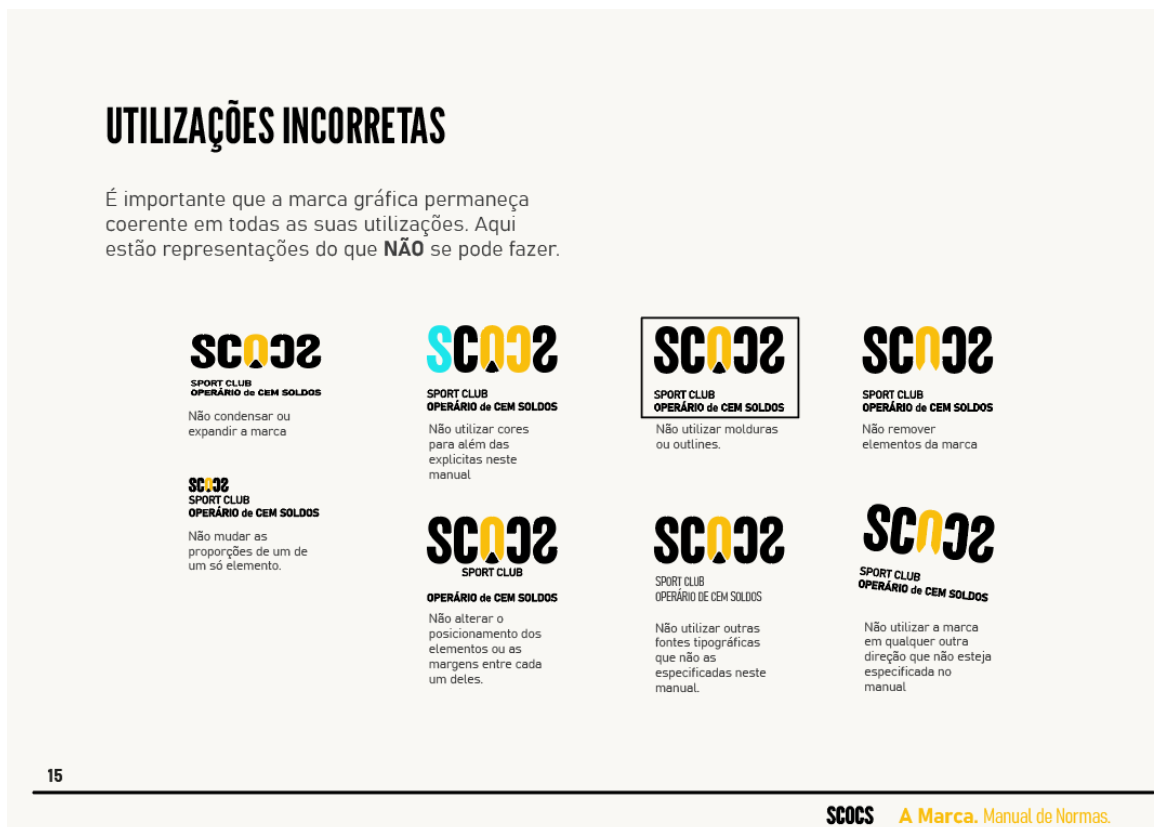 UTILIZAÇÕES INCORRETAS
É importante que a marca gráfica permaneça
coerente em todas as suas utilizações. Aqui
estão representações do que NÃO se pode fazer.
SCOCS
SPORT CLUB
OPERÁRIO de CEM SOLDOS
Não condensar ou
expandir a marca
SCOCS
SPORT CLUB
OPERÁRIO de CEM SOLDOS
Não utilizar cores
para além das
explicitas neste
manual
SCOCS
SPORT CLUB
OPERÁRIO de CEM SOLDOS
Não utilizar molduras
ou outlines.
SCOCS
SPORT CLUB
OPERÁRIO de CEM SOLDOS
Não remover
elementos da marca
SCOCS
SPORT CLUB
OPERÁRIO de CEM SOLDOS
Não mudar as
proporções de um de
um só elemento.
SCOCS
SPORT CLUB
OPERÁRIO de CEM SOLDOS
Não alterar o
posicionamento dos
elementos ou as
margens entre cada
um deles.
SCOCS
SPORT CLUB
OPERÁRIO DE CEM SOLDOS
Não utilizar outras
fontes tipográficas
que não as
especificadas neste
manual.
SCOCS
SPORT CLUB
OPERÁRIO de CEM SOLDOS
Não utilizar a marca
em qualquer outra
direção que não esteja
especificada no
manual
15
SCOCS A Marca. Manual de Normas.